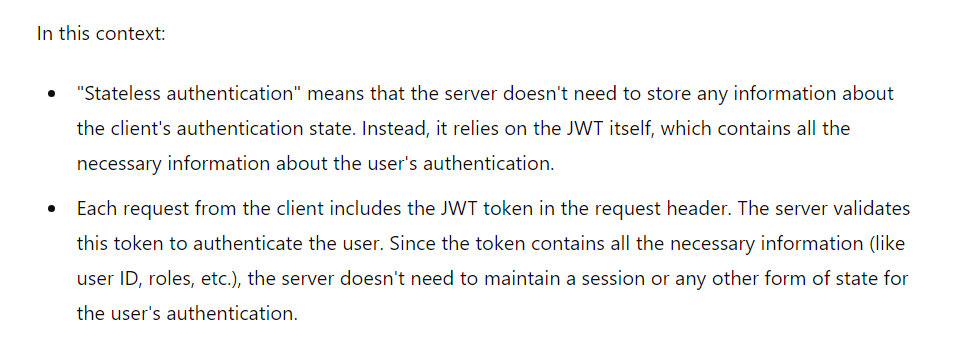 In this context:
• "Stateless authentication" means that the server doesn't need to store any information about
the client's authentication state. Instead, it relies on the JWT itself, which contains all the
necessary information about the user's authentication.
• Each request from the client includes the JWT token in the request header. The server validates
this token to authenticate the user. Since the token contains all the necessary information (like
user ID, roles, etc.), the server doesn't need to maintain a session or any other form of state for
the user's authentication.